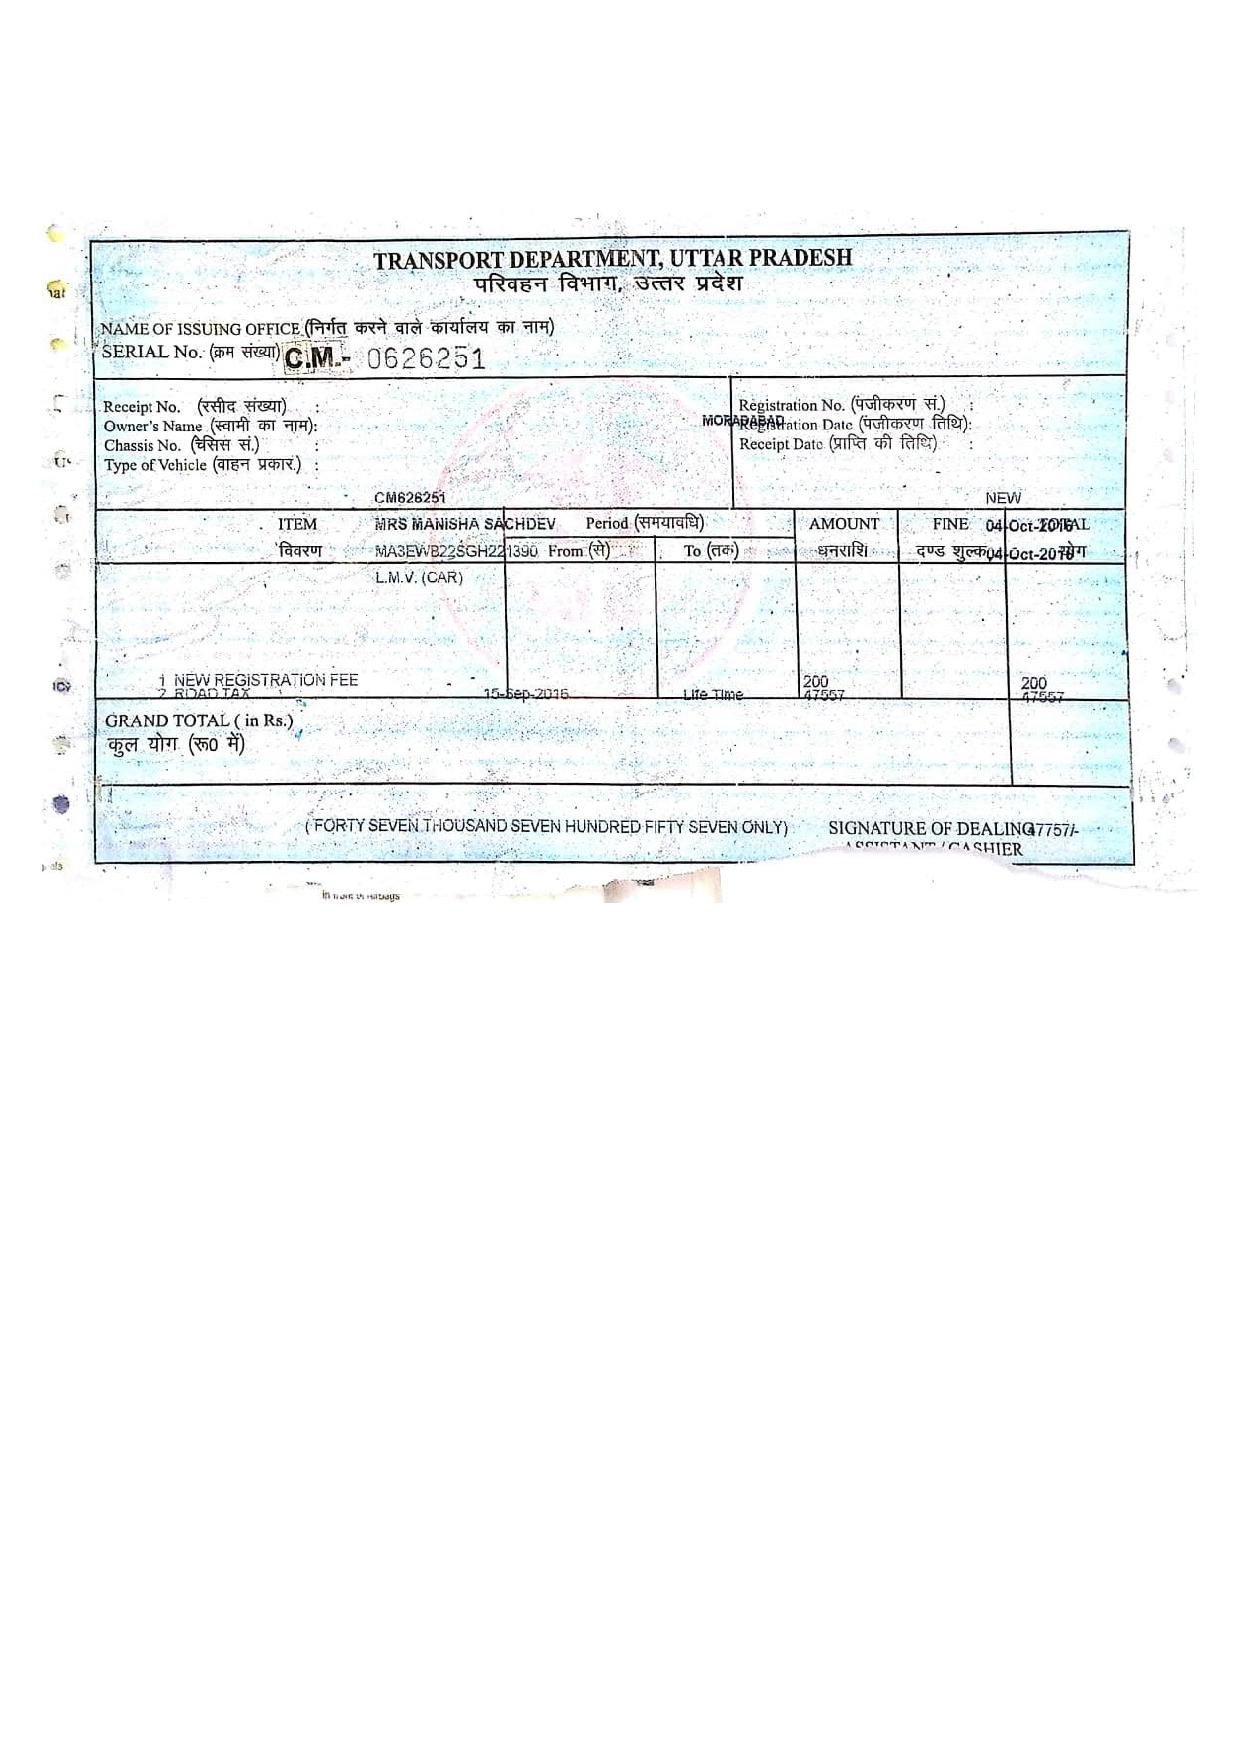 TRANSPORT DEPARTMENT, UTTAR PRADESH
परिवहन विभाग, उत्तर प्रदेश
NAME OF ISSUING OFFICE (निर्गत करने वाले कार्यालय का नाम)
SERIAL No. (क्रम संख्या) C.M.- 0626251
Receipt No. (रसीद संख्या) :
Owner's Name (स्वामी का नाम):
Chassis No. (चेसिस सं.) :
Type of Vehicle (वाहन प्रकार.) :
Registration No. (पंजीकरण सं.) :
MORADABAD Registration Date (पंजीकरण तिथि):
Receipt Date (प्राप्ति की तिथि) :
CM626251 NEW
ITEM MRS MANISHA SACHDEV Period (समयावधि) AMOUNT FINE 04-Oct-2016 TOTAL
विवरण MA3EWB22SGH221390 From (से) To (तक) धनराशि दण्ड शुल्क 04-Oct-2016 योग
L.M.V. (CAR)
1 NEW REGISTRATION FEE - - 200 200
2 ROAD TAX 15-Sep-2016 Life Time 47557 47557
GRAND TOTAL ( in Rs.)
कुल योग (रू0 में)
( FORTY SEVEN THOUSAND SEVEN HUNDRED FIFTY SEVEN ONLY) SIGNATURE OF DEALING 47757/-
ASSISTANT / CASHIER